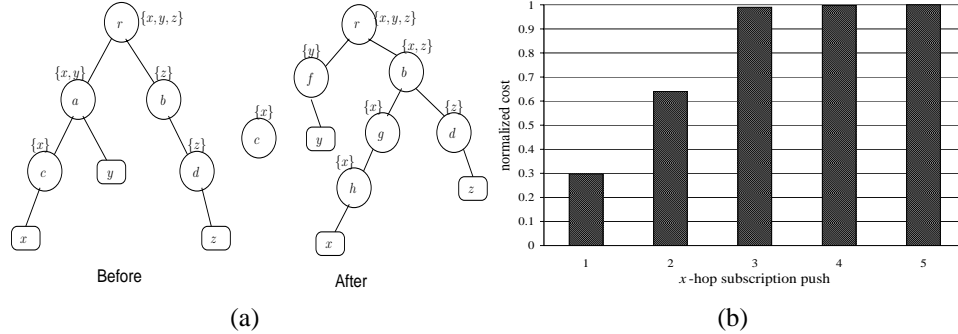 r {x, y, z}
{x, y} {z}
a b
{x} {z}
c y d
x z
Before
r {x, y, z}
{y} {x, z}
f b
{x} {x} {z}
c y g d
{x}
h z
x
After
(a)
1
0.9
0.8
0.7
0.6
0.5
0.4
0.3
0.2
0.1
0
normalized cost
1 2 3 4 5
x-hop subscription push
(b)